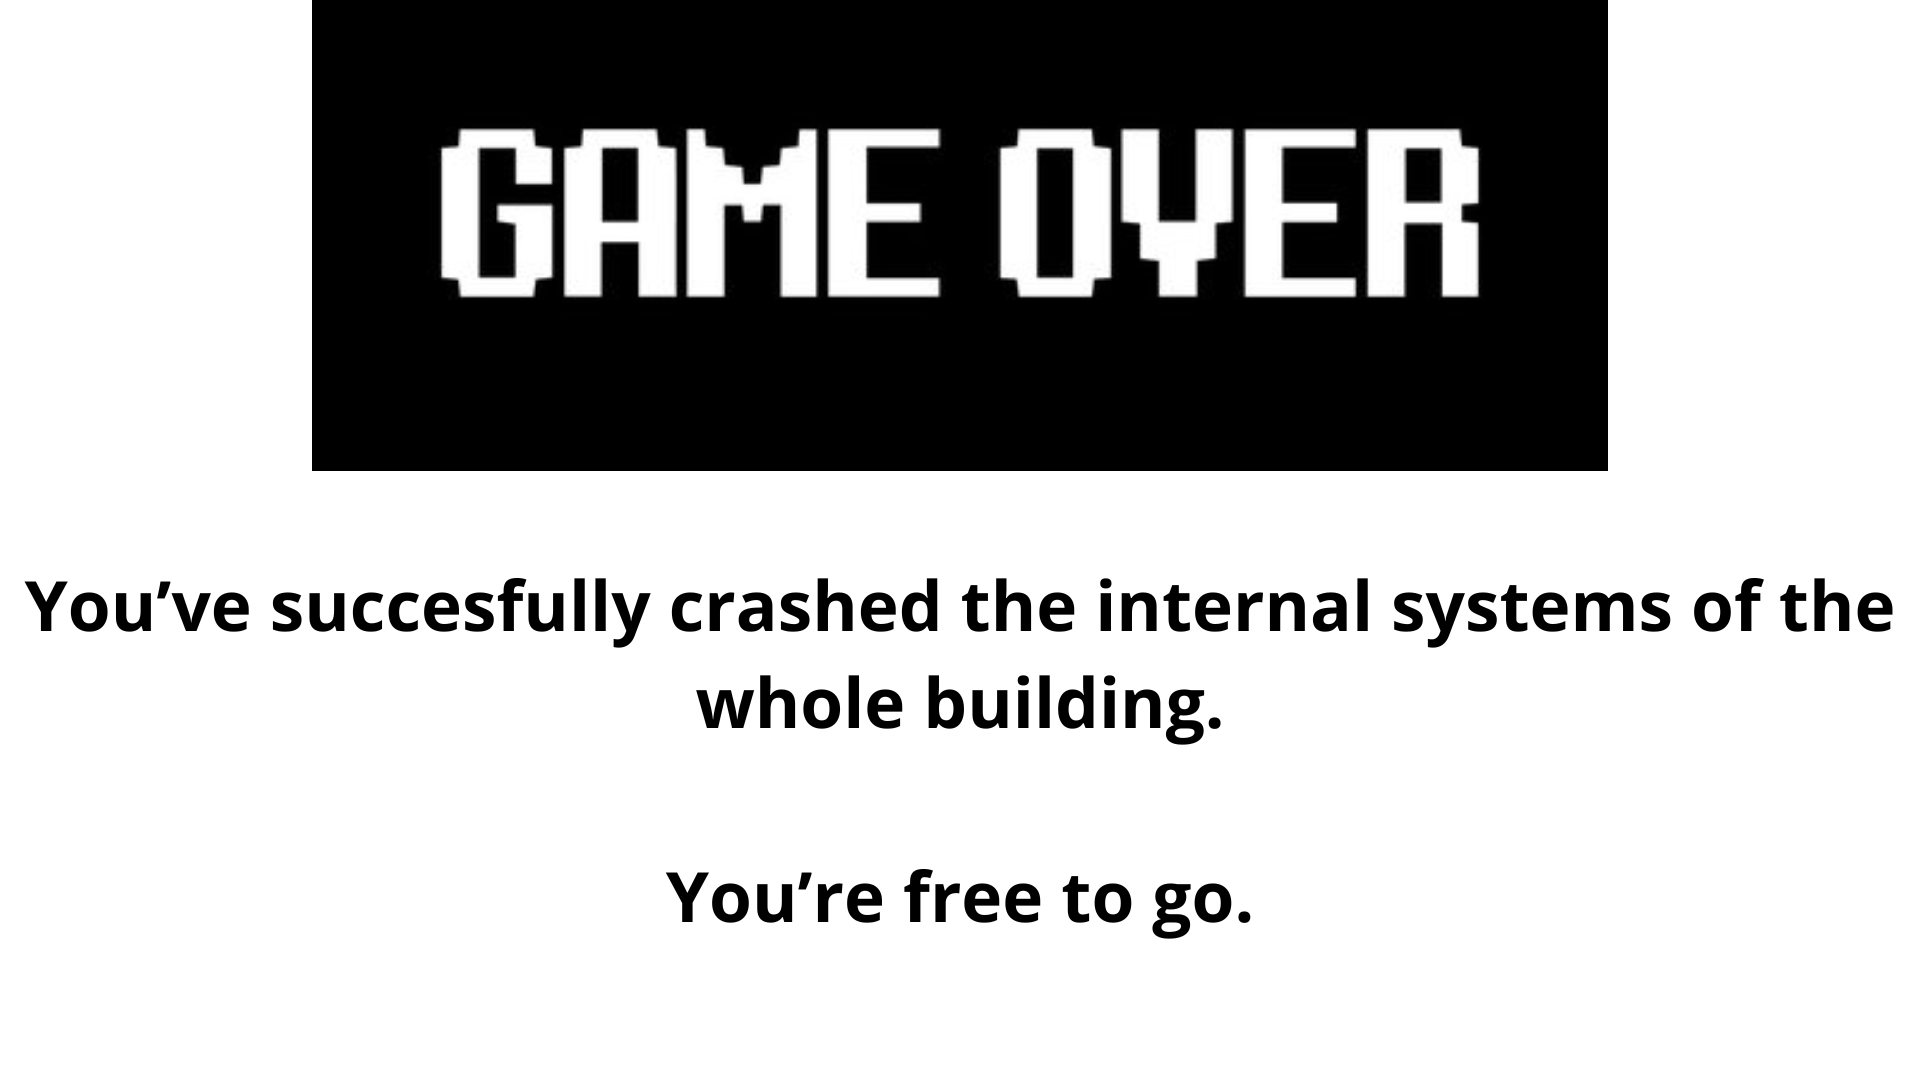 GAME OVER
You’ve succesfully crashed the internal systems of the
whole building.
You’re free to go.